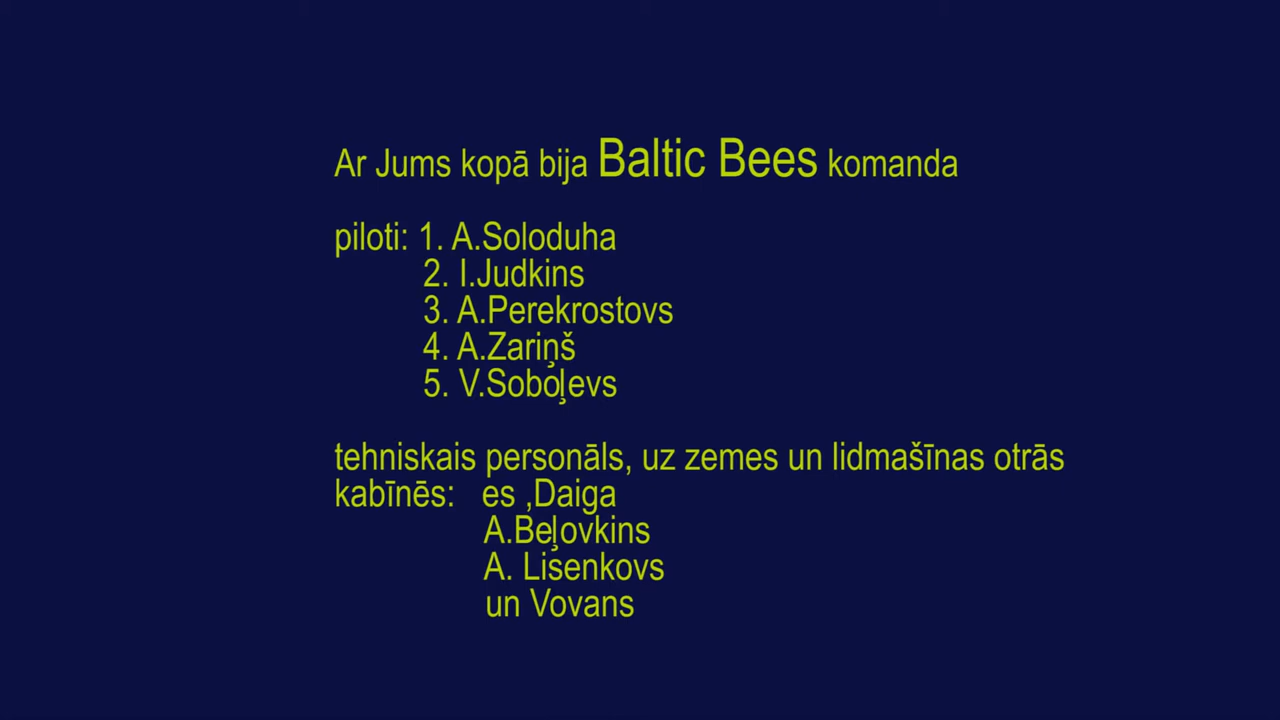 Ar Jums kopā bija Baltic Bees komanda
piloti: 1. A.Soloduha
2. I.Judkins
3. A.Perekrostovs
4. A.Zariņš
5. V.Soboļevs
tehniskais personāls, uz zemes un lidmašīnas otrās
kabīnēs: es ,Daiga
A.Beļovkins
A. Lisenkovs
un Vovans